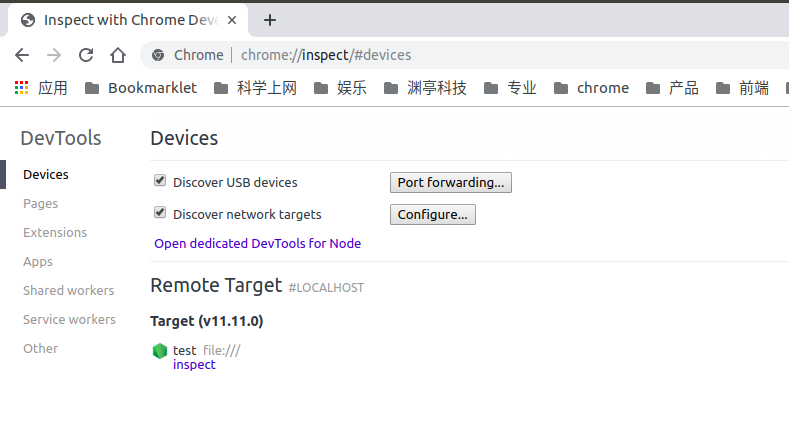 Inspect with Chrome Deve
Chrome | chrome://inspect/#devices
应用 Bookmarklet 科学上网 娱乐 渊亭科技 专业 chrome 产品 前端
DevTools
Devices
Pages
Extensions
Apps
Shared workers
Service workers
Other
Devices
Discover USB devices Port forwarding...
Discover network targets Configure...
Open dedicated DevTools for Node
Remote Target #LOCALHOST
Target (v11.11.0)
test file:///
inspect